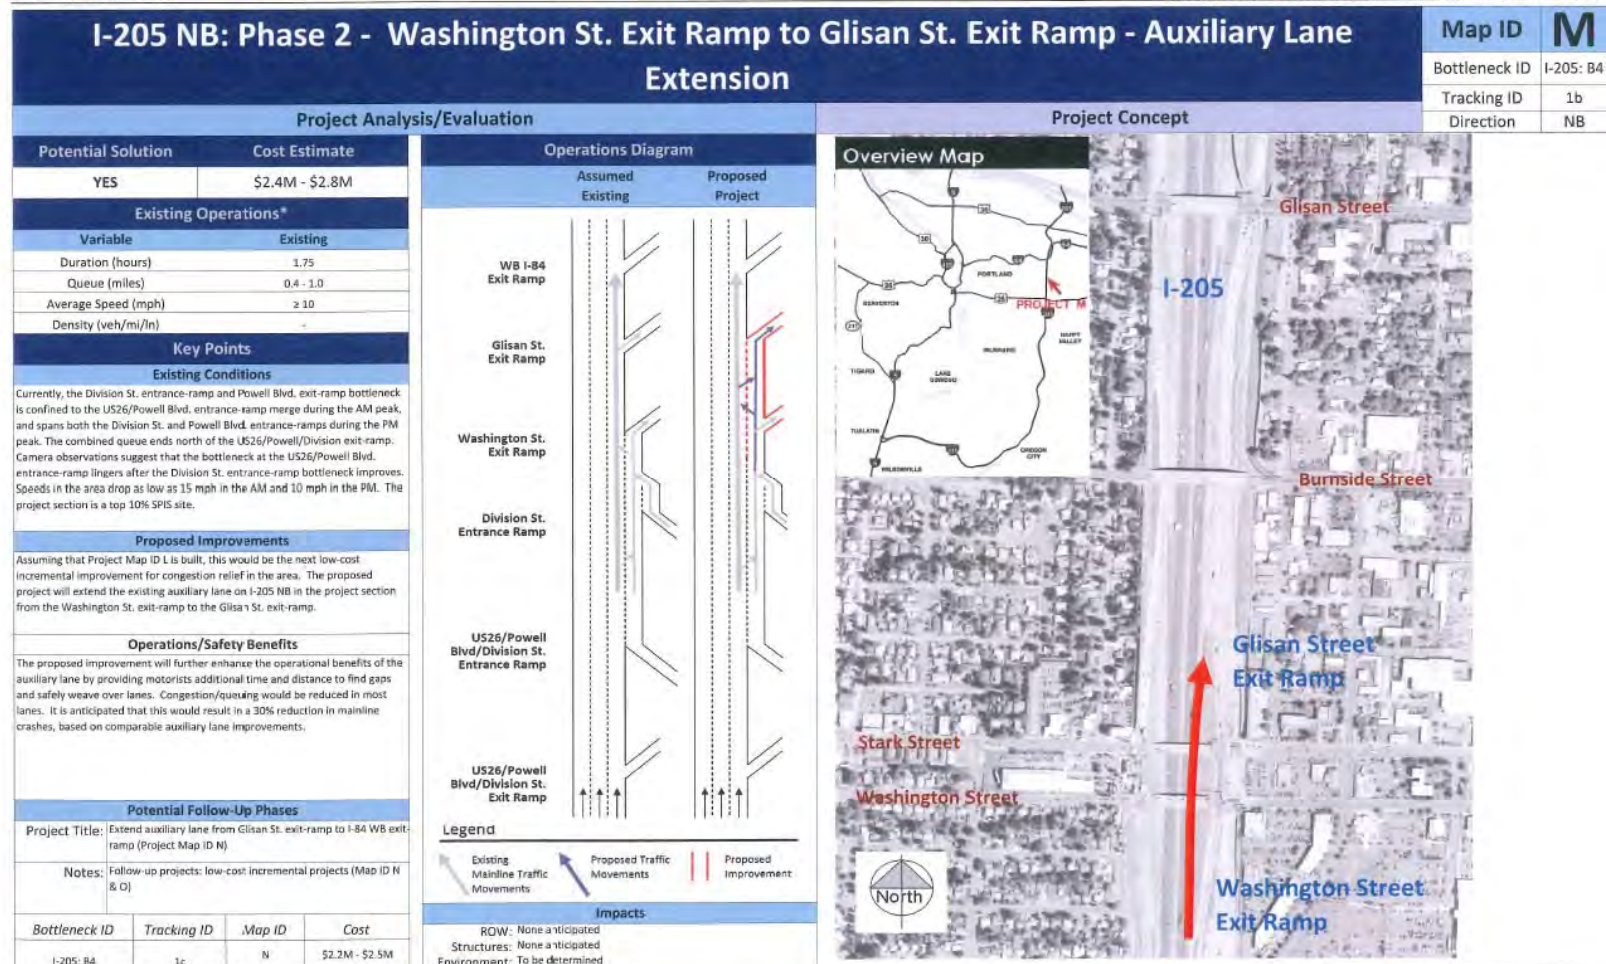 I-205 NB: Phase 2 - Washington St. Exit Ramp to Glisan St. Exit Ramp - Auxiliary Lane
Extension
Map ID M
Bottleneck ID I-205: B4
Tracking ID 1b
Direction NB
Project Analysis/Evaluation
Project Concept
Potential Solution Cost Estimate
YES $2.4M - $2.8M
Existing Operations*
Variable Existing
Duration (hours) 1.75
Queue (miles) 0.4 - 1.0
Average Speed (mph) ≥ 10
Density (veh/mi/ln) -
Key Points
Existing Conditions
Currently, the Division St. entrance-ramp and Powell Blvd. exit-ramp bottleneck
is confined to the US26/Powell Blvd. entrance-ramp merge during the AM peak,
and spans both the Division St. and Powell Blvd. entrance-ramps during the PM
peak. The combined queue ends north of the US26/Powell/Division exit-ramp.
Camera observations suggest that the bottleneck at the US26/Powell Blvd.
entrance-ramp lingers after the Division St. entrance-ramp bottleneck improves.
Speeds in the area drop as low as 15 mph in the AM and 10 mph in the PM. The
project section is a top 10% SPIS site.
Proposed Improvements
Assuming that Project Map ID L is built, this would be the next low-cost
incremental improvement for congestion relief in the area. The proposed
project will extend the existing auxiliary lane on I-205 NB in the project section
from the Washington St. exit-ramp to the Glisan St. exit-ramp.
Operations/Safety Benefits
The proposed improvement will further enhance the operational benefits of the
auxiliary lane by providing motorists additional time and distance to find gaps
and safely weave over lanes. Congestion/queuing would be reduced in most
lanes. It is anticipated that this would result in a 30% reduction in mainline
crashes, based on comparable auxiliary lane improvements.
Potential Follow-Up Phases
Project Title: Extend auxiliary lane from Glisan St. exit-ramp to I-84 WB exit-
ramp (Project Map ID N)
Notes: Follow-up projects: low-cost incremental projects (Map ID N
& O)
Bottleneck ID Tracking ID Map ID Cost
I-205: B4 1c N $2.2M - $2.5M
Operations Diagram
Assumed
Existing
Proposed
Project
WB I-84
Exit Ramp
Glisan St.
Exit Ramp
Washington St.
Exit Ramp
Division St.
Entrance Ramp
US26/Powell
Blvd/Division St.
Entrance Ramp
US26/Powell
Blvd/Division St.
Exit Ramp
Legend
Existing
Mainline Traffic
Movements
Proposed Traffic
Movements
Proposed
Improvement
Impacts
ROW: None anticipated
Structures: None anticipated
Environment: To be determined
Overview Map
30
30
PORTLAND
26
26
BEAVERTON
PROJECT M
217
HAPPY
VALLEY
MILWAUKIE
TIGARD
LAKE
OSWEGO
TUALATIN
OREGON
CITY
WILSONVILLE
Glisan Street
I-205
Burnside Street
Glisan Street
Exit Ramp
Stark Street
Washington Street
North
Washington Street
Exit Ramp